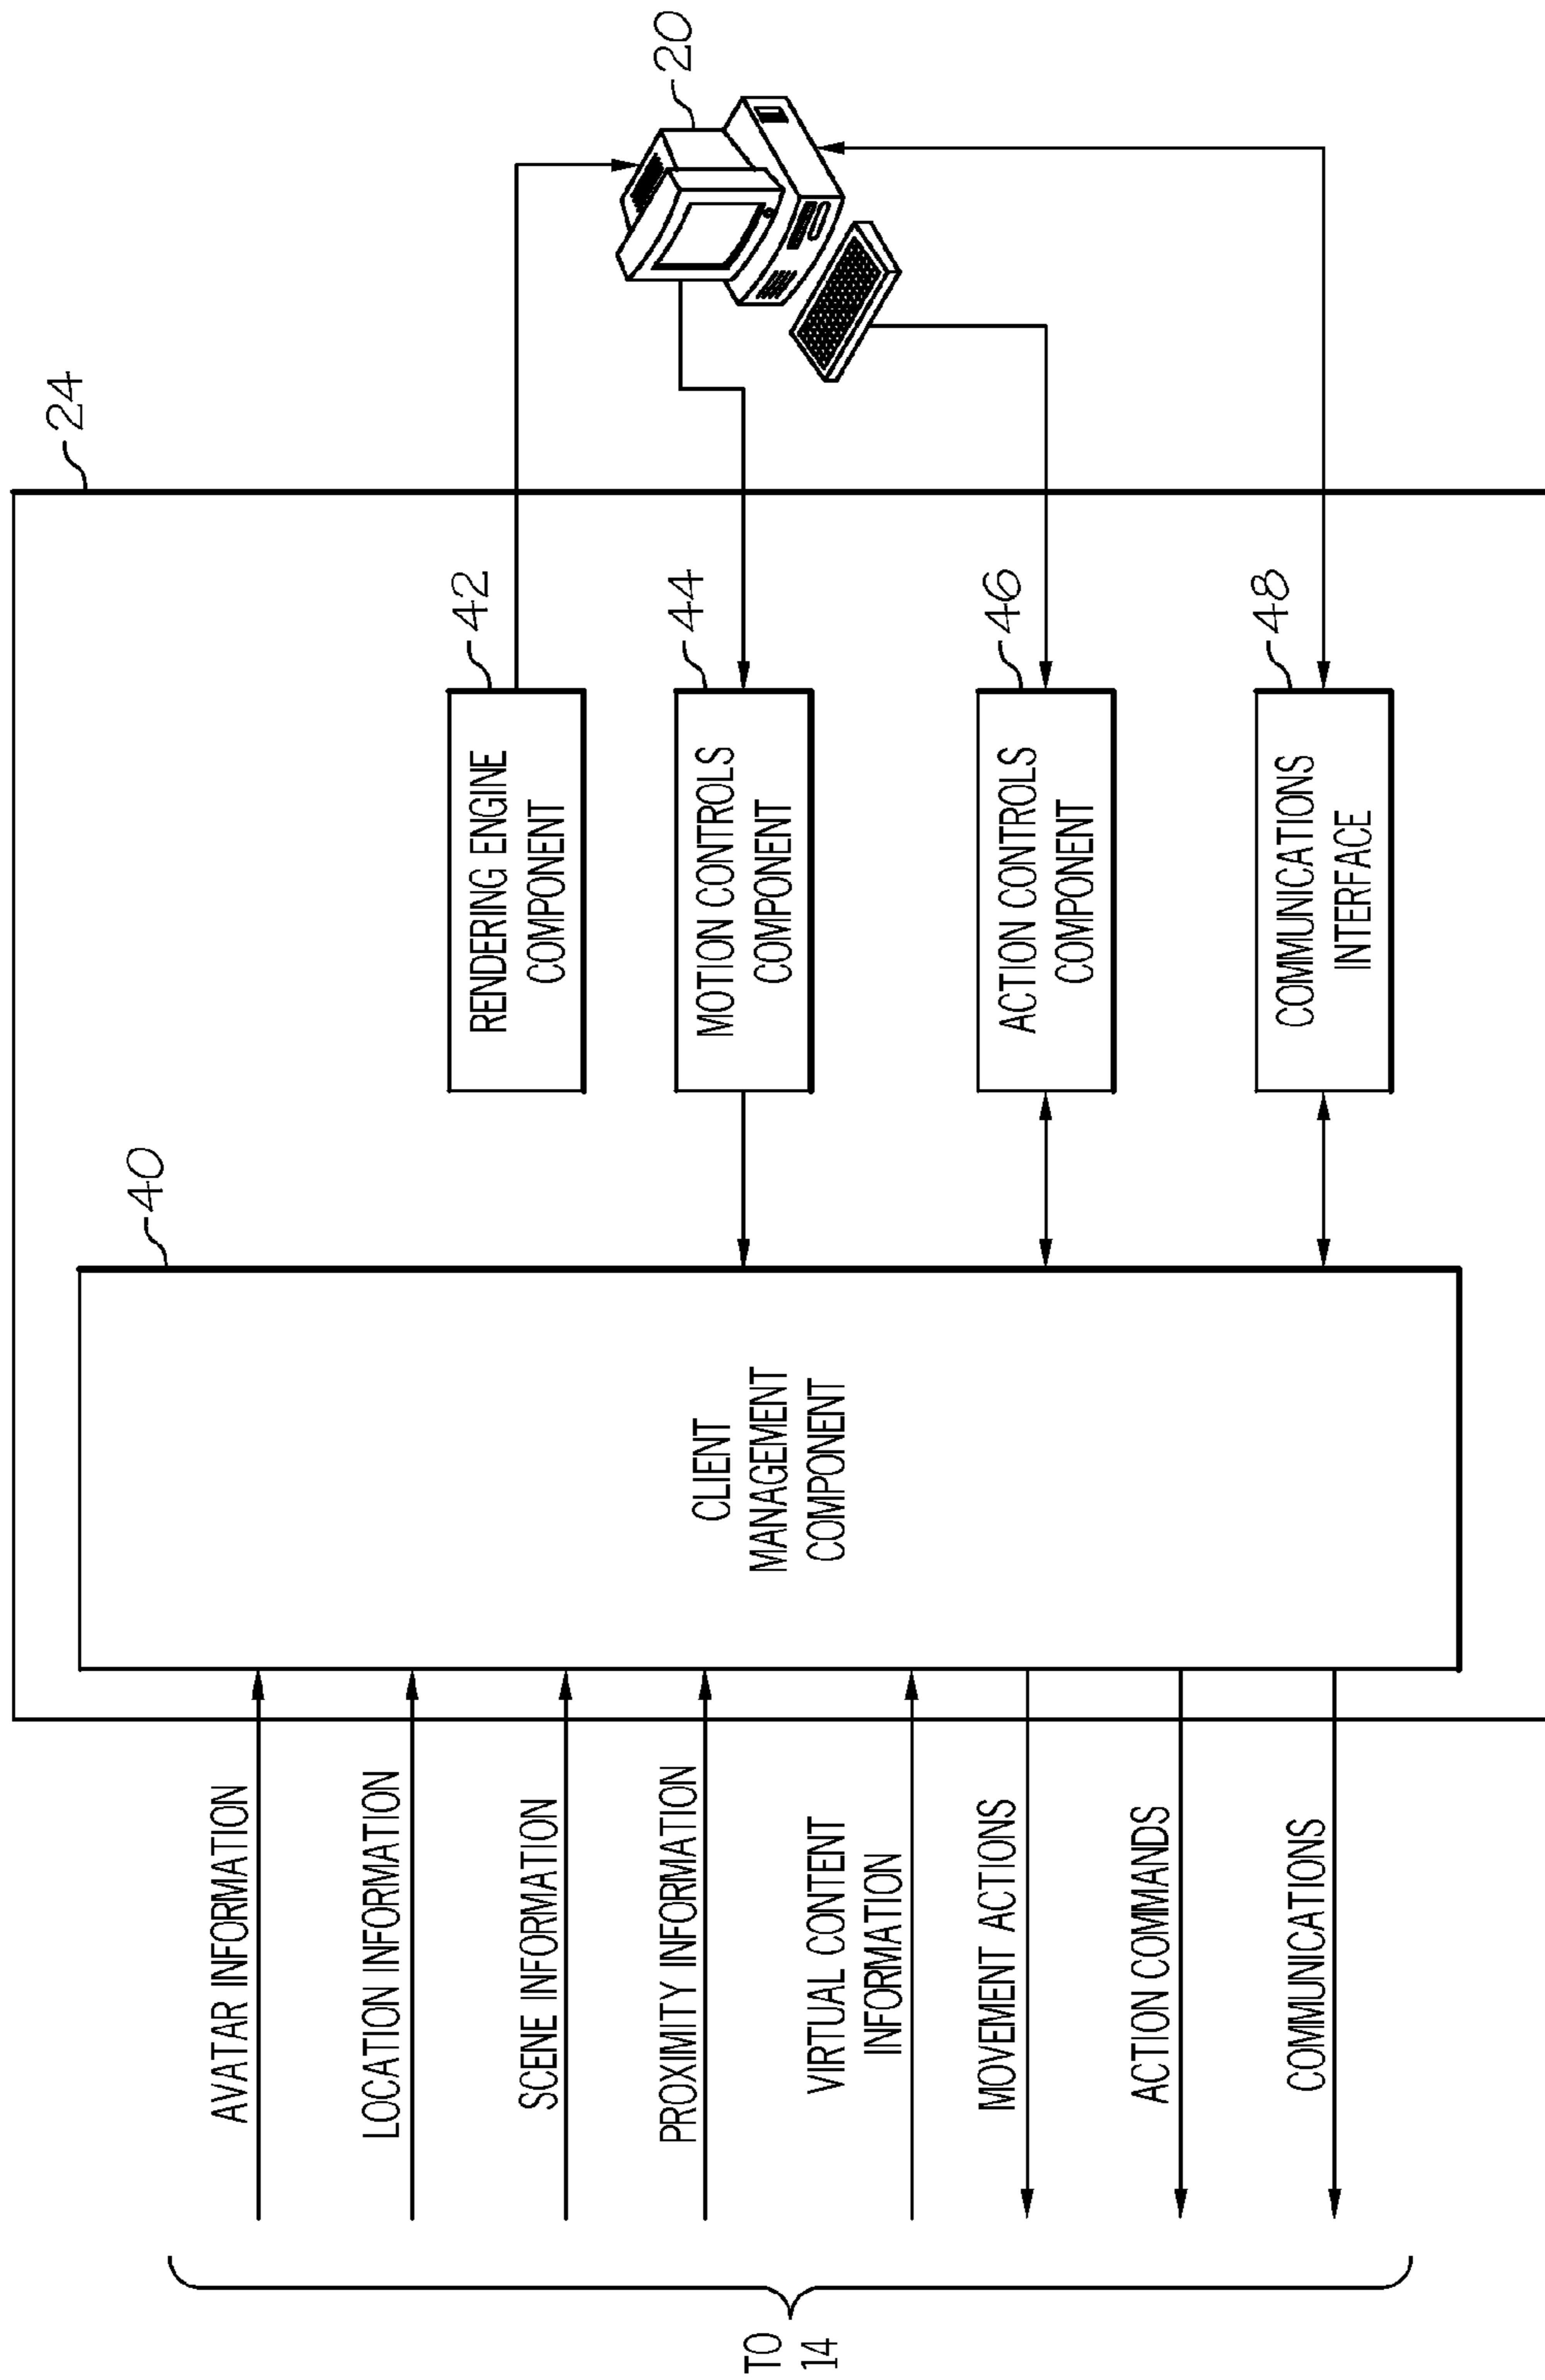 24
20
40
42
44
46
48
AVATAR INFORMATION
LOCATION INFORMATION
SCENE INFORMATION
PROXIMITY INFORMATION
VIRTUAL CONTENT
INFORMATION
MOVEMENT ACTIONS
ACTION COMMANDS
COMMUNICATIONS
TO
14
CLIENT
MANAGEMENT
COMPONENT
RENDERING ENGINE
COMPONENT
MOTION CONTROLS
COMPONENT
ACTION CONTROLS
COMPONENT
COMMUNICATIONS
INTERFACE